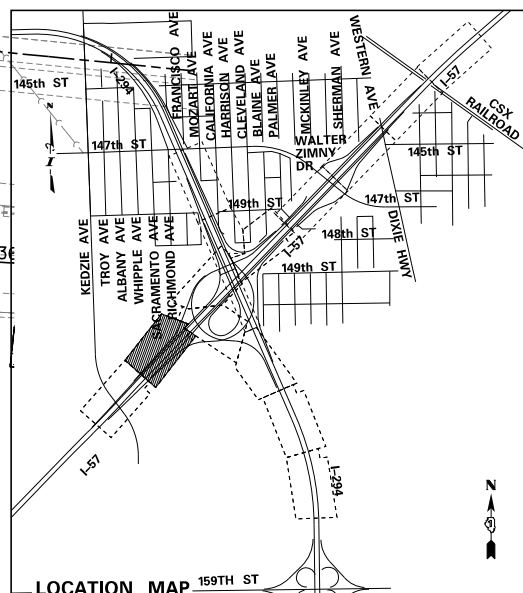 FRANCISCO AVE
MOZART AVE
CALIFORNIA AVE
HARRISON AVE
CLEVELAND AVE
BLAINE AVE
PALMER AVE
MCKINLEY AVE
SHERMAN AVE
WESTERN AVE
I-57
CSX
RAILROAD
I-294
145th ST
147th ST
WALTER
ZIMNY
DR
145th ST
149th ST
147th ST
148th ST
I-57
149th ST
DIXIE HWY
KEDZIE AVE
TROY AVE
ALBANY AVE
WHIPPLE AVE
SACRAMENTO AVE
RICHMOND AVE
I-57
I-294
N
LOCATION MAP
159TH ST